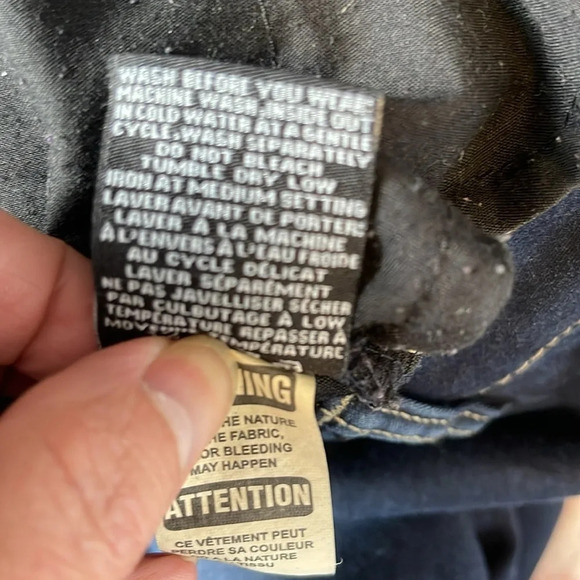 WASH BEFORE YOU WEAR-
MACHINE WASH INSIDE OUT
IN COLD WATER AT A GENTLE
CYCLE-WASH SEPARATELY
DO NOT BLEACH
TUMBLE DRY LOW
IRON AT MEDIUM SETTING
LAVER AVANT DE PORTER-
LAVER À LA MACHINE
À L'ENVERS À L'EAU FROIDE
AU CYCLE DÉLICAT
LAVER SÉPARÉMENT
NE PAS JAVELLISER SÉCHER
PAR CULBUTAGE À LOW
TEMPÉRATURE REPASSER À
TEMPÉRATURE
NING
THE NATURE
THE FABRIC,
OR BLEEDING
MAY HAPPEN
ATTENTION
CE VÊTEMENT PEUT
PERDRE SA COULEUR
LA NATURE
TISSU